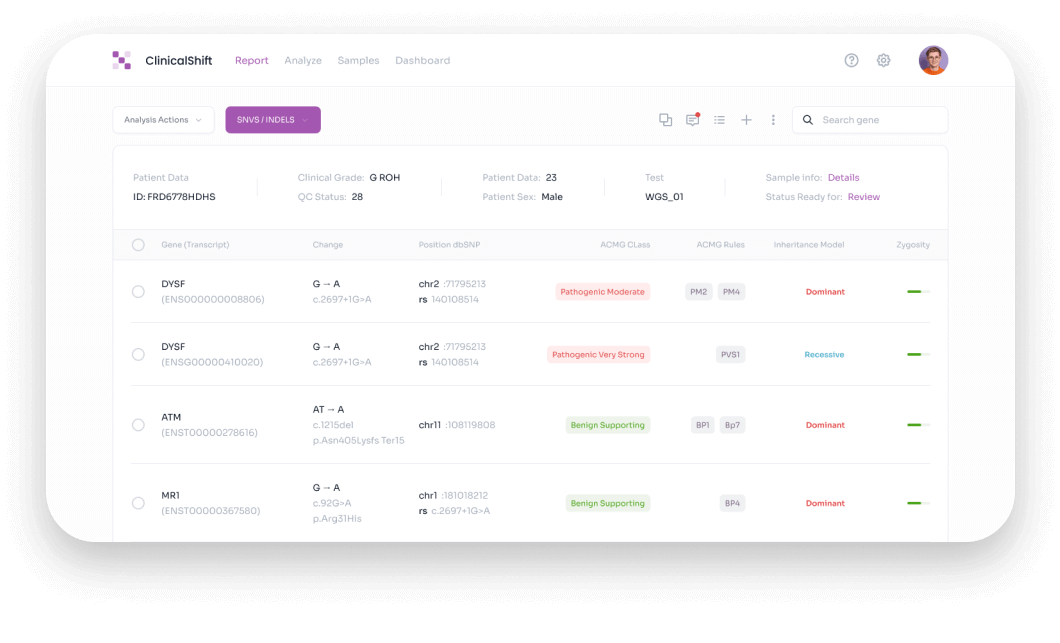 ClinicalShift Report Analyze Samples Dashboard
Analysis Actions SNVS / INDELS Search gene
Patient Data Clinical Grade: G ROH Patient Data: 23 Test Sample info: Details
ID: FRD6778HDHS QC Status: 28 Patient Sex: Male WGS_01 Status Ready for: Review
Gene (Transcript) Change Position dbSNP ACMG CLass ACMG Rules Inheritance Model Zygosity
DYSF G → A chr2 :71795213
(ENS000000008806) c.2697+1G>A rs 140108514
Pathogenic Moderate PM2 PM4 Dominant
DYSF G → A chr2 :71795213
(ENSG00000410020) c.2697+1G>A rs 140108514
Pathogenic Very Strong PVS1 Recessive
ATM AT → A
(ENST00000278616) c.1215del
p.Asn405Lysfs Ter15
chr11 :108119808 Benign Supporting BP1 Bp7 Dominant
MR1 G → A chr1 :181018212
(ENST00000367580) c.92G>A rs c.2697+1G>A
p.Arg31His
Benign Supporting BP4 Dominant